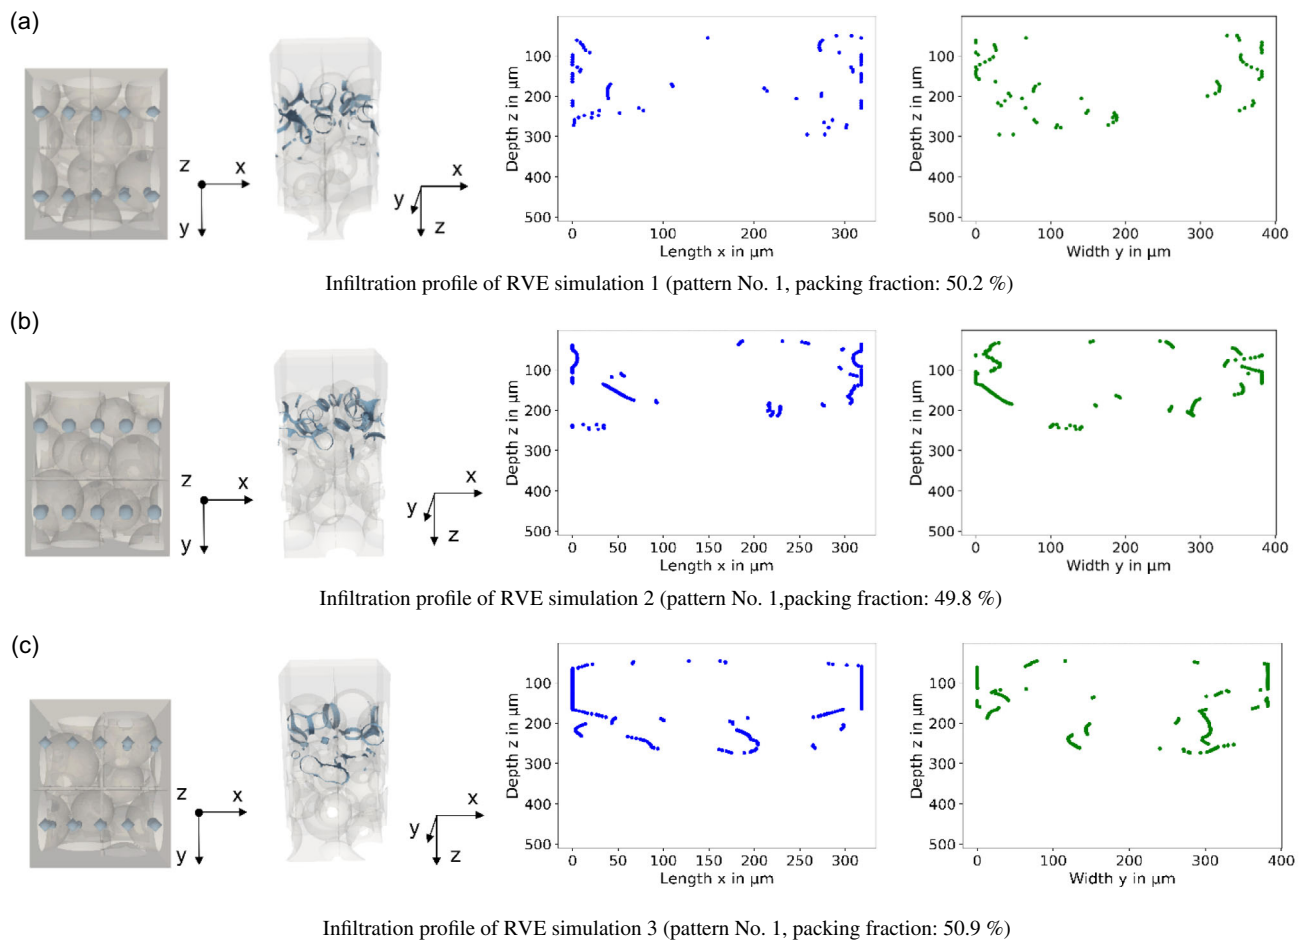 (a)
z
x
y
x
y
z
Depth z in µm
100
200
300
400
500
0
100
200
300
Length x in µm
Depth z in µm
100
200
300
400
500
0
100
200
300
400
Width y in µm
Infiltration profile of RVE simulation 1 (pattern No. 1, packing fraction: 50.2 %)
(b)
z
x
y
x
y
z
Depth z in µm
100
200
300
400
500
0
50
100
150
200
250
300
Length x in µm
Depth z in µm
100
200
300
400
500
0
100
200
300
400
Width y in µm
Infiltration profile of RVE simulation 2 (pattern No. 1,packing fraction: 49.8 %)
(c)
z
x
y
x
y
z
Depth z in µm
100
200
300
400
500
0
50
100
150
200
250
300
Length x in µm
Depth z in µm
100
200
300
400
500
0
100
200
300
400
Width y in µm
Infiltration profile of RVE simulation 3 (pattern No. 1, packing fraction: 50.9 %)